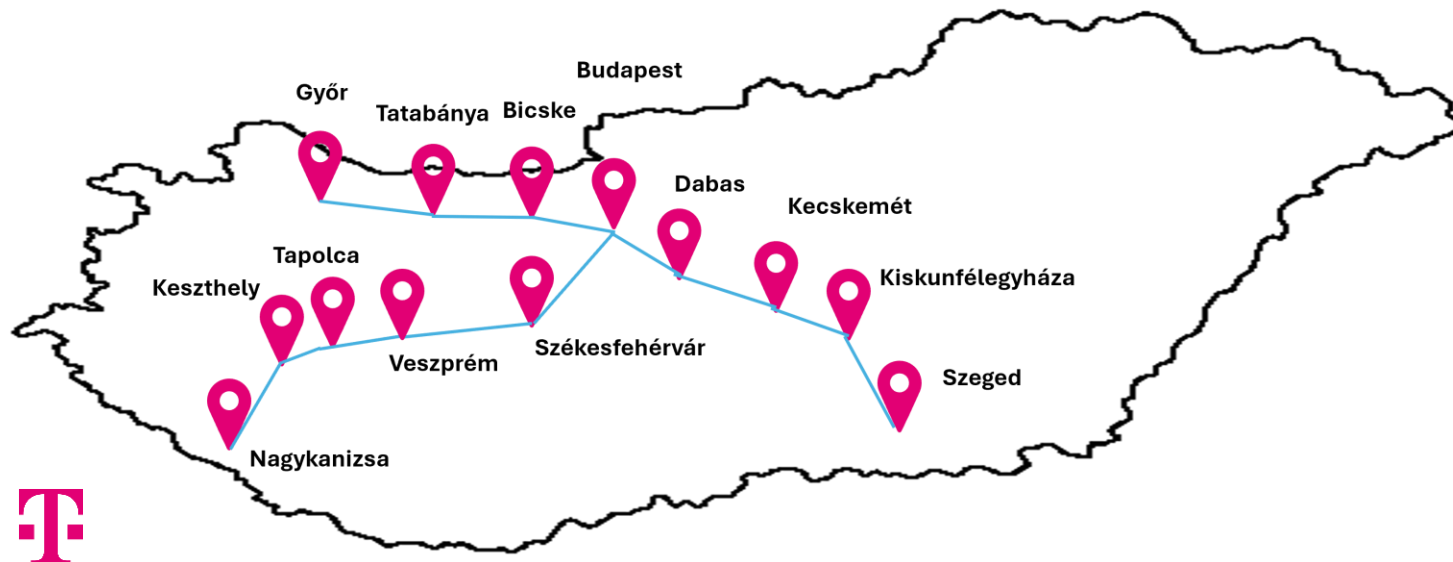 Budapest
Győr
Tatabánya
Bicske
Dabas
Kecskemét
Tapolca
Keszthely
Kiskunfélegyháza
Székesfehérvár
Veszprém
Szeged
Nagykanizsa
T